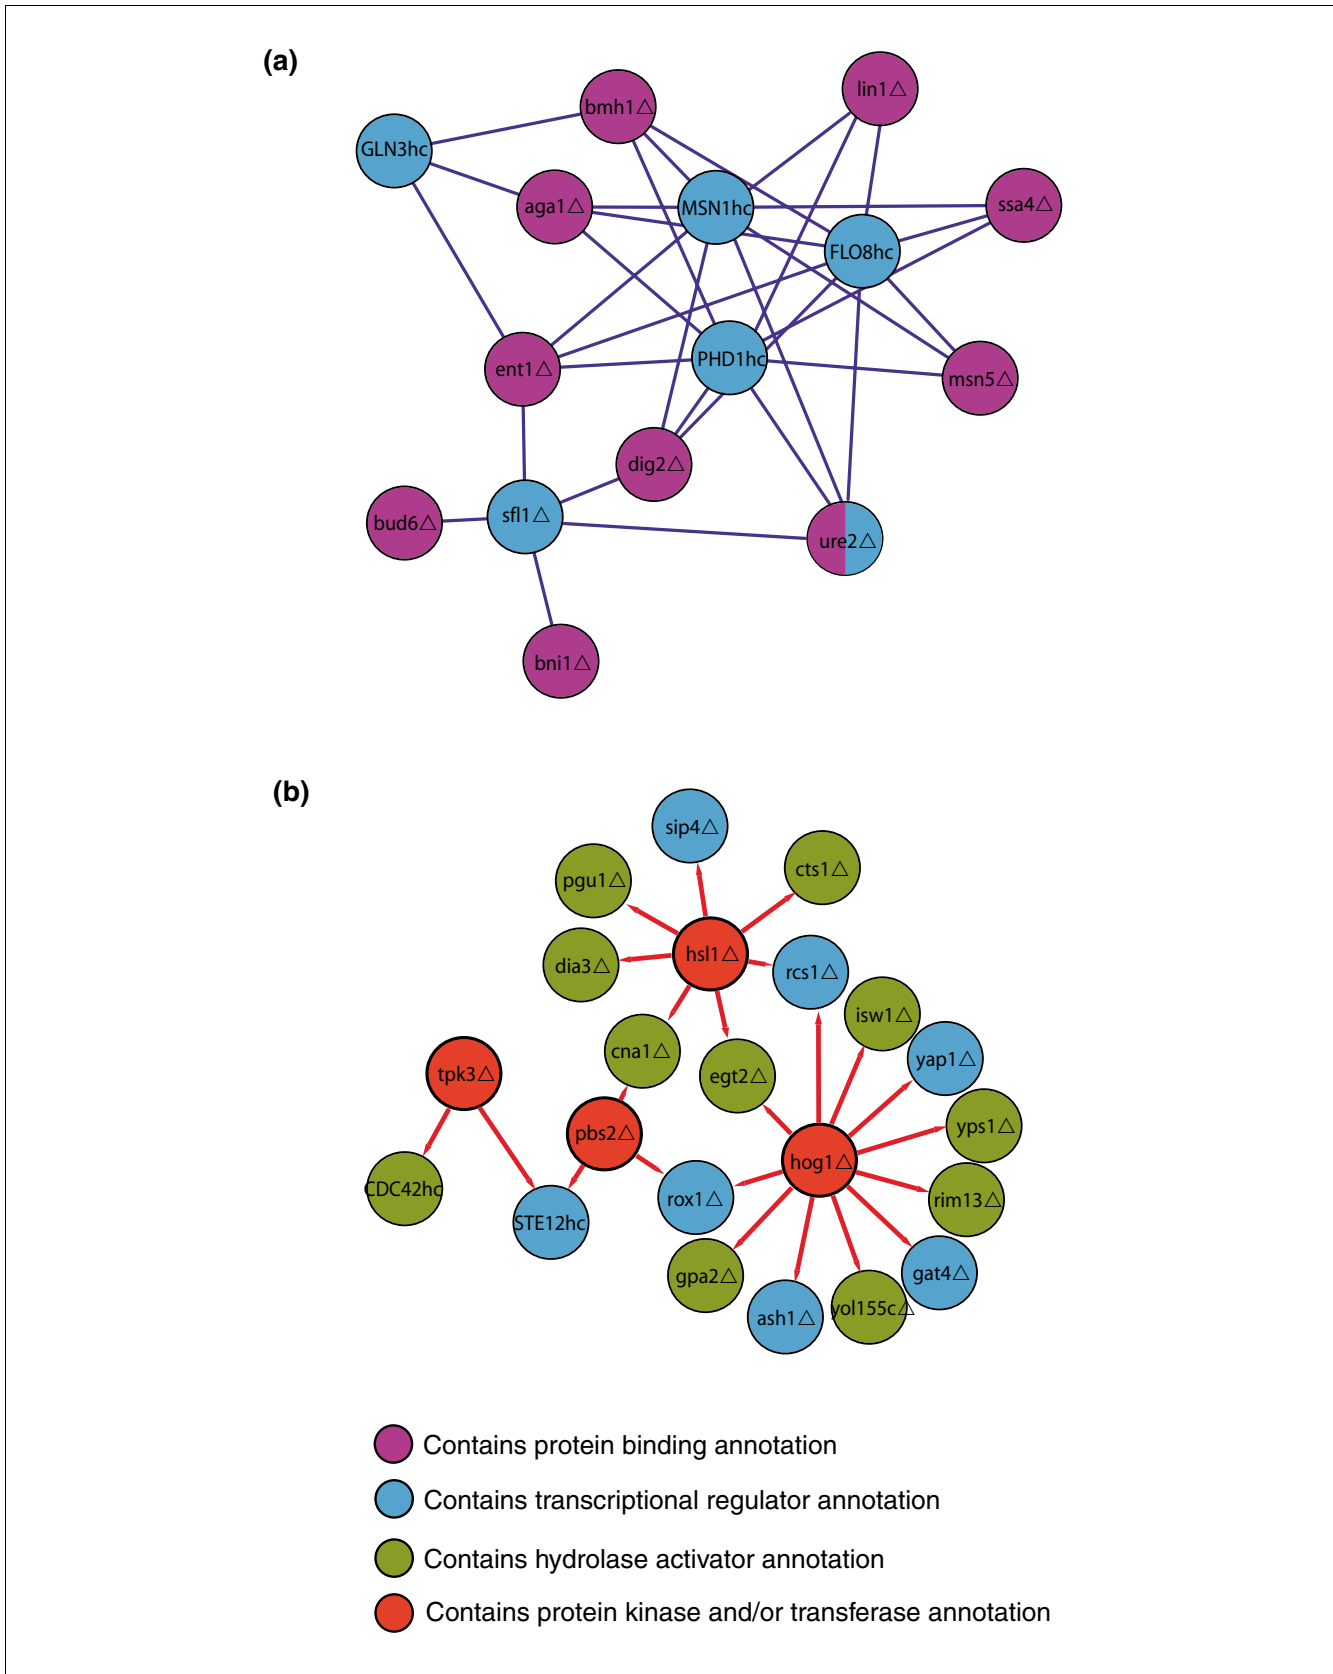 (a)
bmh1△
lin1△
GLN3hc
aga1△
MSN1hc
ssa4△
FLO8hc
ent1△
PHD1hc
msn5△
dig2△
bud6△
sfl1△
ure2△
bni1△
(b)
sip4△
pgu1△
cts1△
dia3△
hsl1△
rcs1△
isw1△
cna1△
egt2△
yap1△
tpk3△
pbs2△
yps1△
hog1△
CDC42hc
rox1△
rim13△
STE12hc
gpa2△
gat4△
ash1△
yol155c△
Contains protein binding annotation
Contains transcriptional regulator annotation
Contains hydrolase activator annotation
Contains protein kinase and/or transferase annotation